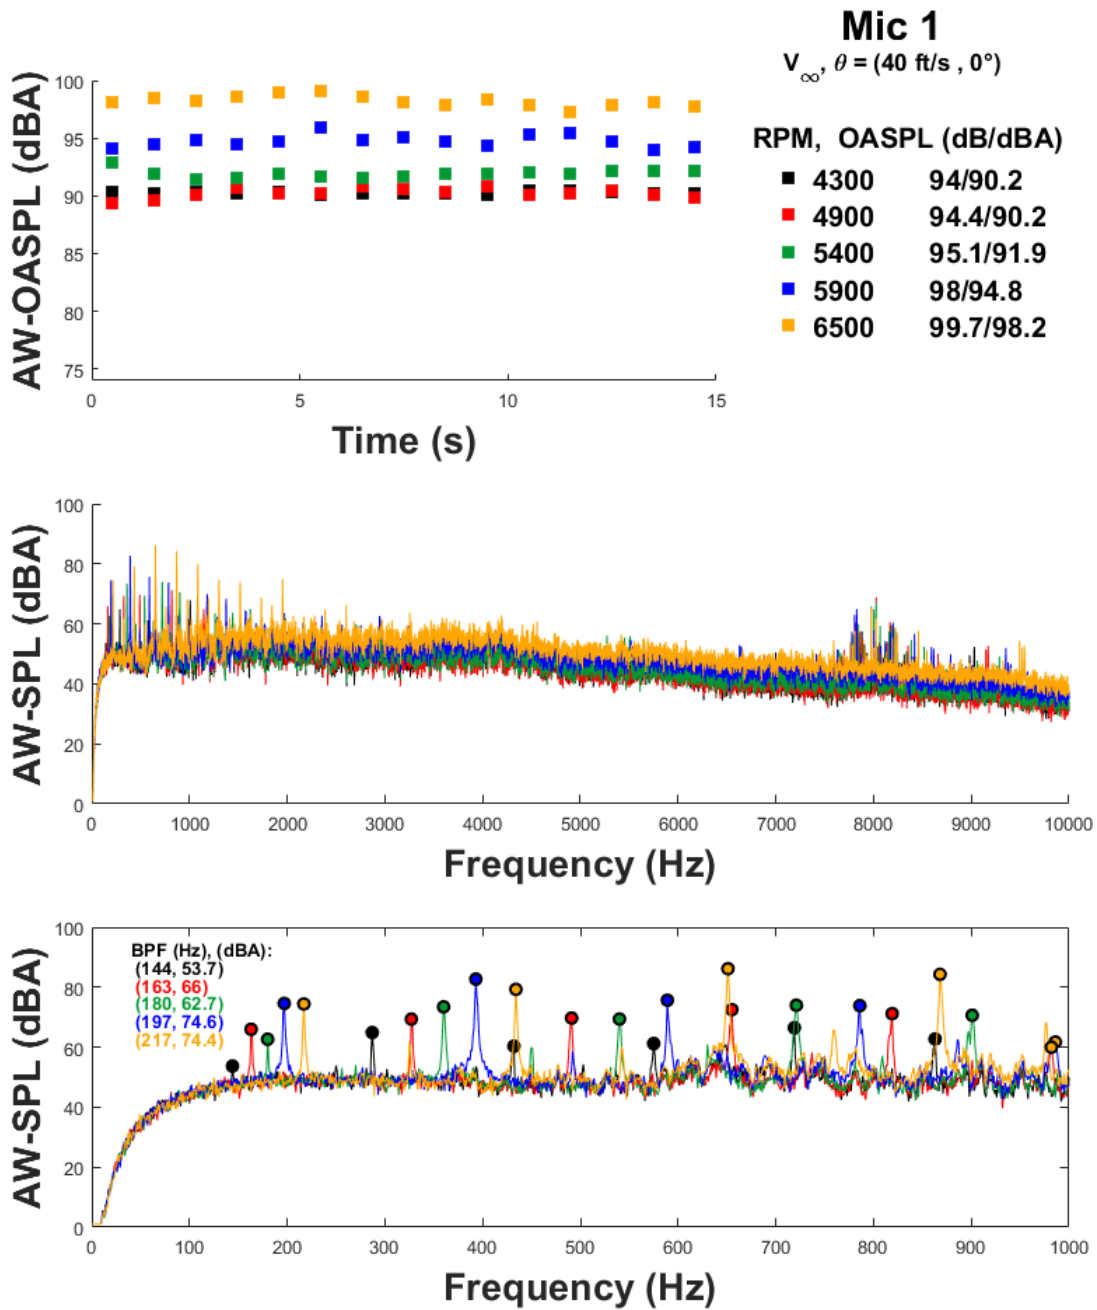 Mic 1
V∞, θ = (40 ft/s , 0°)
RPM, OASPL (dB/dBA)
4300 94/90.2
4900 94.4/90.2
5400 95.1/91.9
5900 98/94.8
6500 99.7/98.2
AW-OASPL (dBA)
100
95
90
85
80
75
0 5 10 15
Time (s)
AW-SPL (dBA)
100
80
60
40
20
0
0 1000 2000 3000 4000 5000 6000 7000 8000 9000 10000
Frequency (Hz)
AW-SPL (dBA)
100
80
60
40
20
0
BPF (Hz), (dBA):
(144, 53.7)
(163, 66)
(180, 62.7)
(197, 74.6)
(217, 74.4)
0 100 200 300 400 500 600 700 800 900 1000
Frequency (Hz)